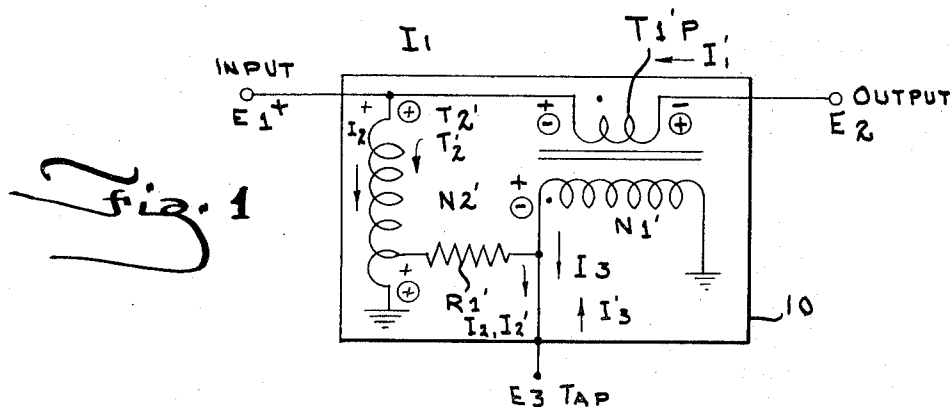 I1
T1'P
I1'
INPUT
E1+
+
I2
+
T2'
T2'
N2'
+
-
-
+
OUTPUT
E2
fig. 1
+
-
N1'
+
+
R1'
I2, I2'
I3
I3'
10
E3 TAP